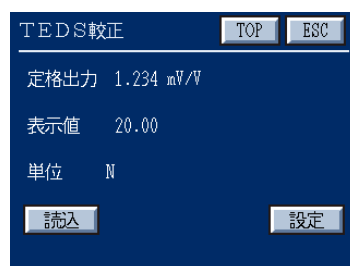 TEDS較正 TOP ESC
定格出力 1.234 mV/V
表示値 20.00
単位 N
読込 設定